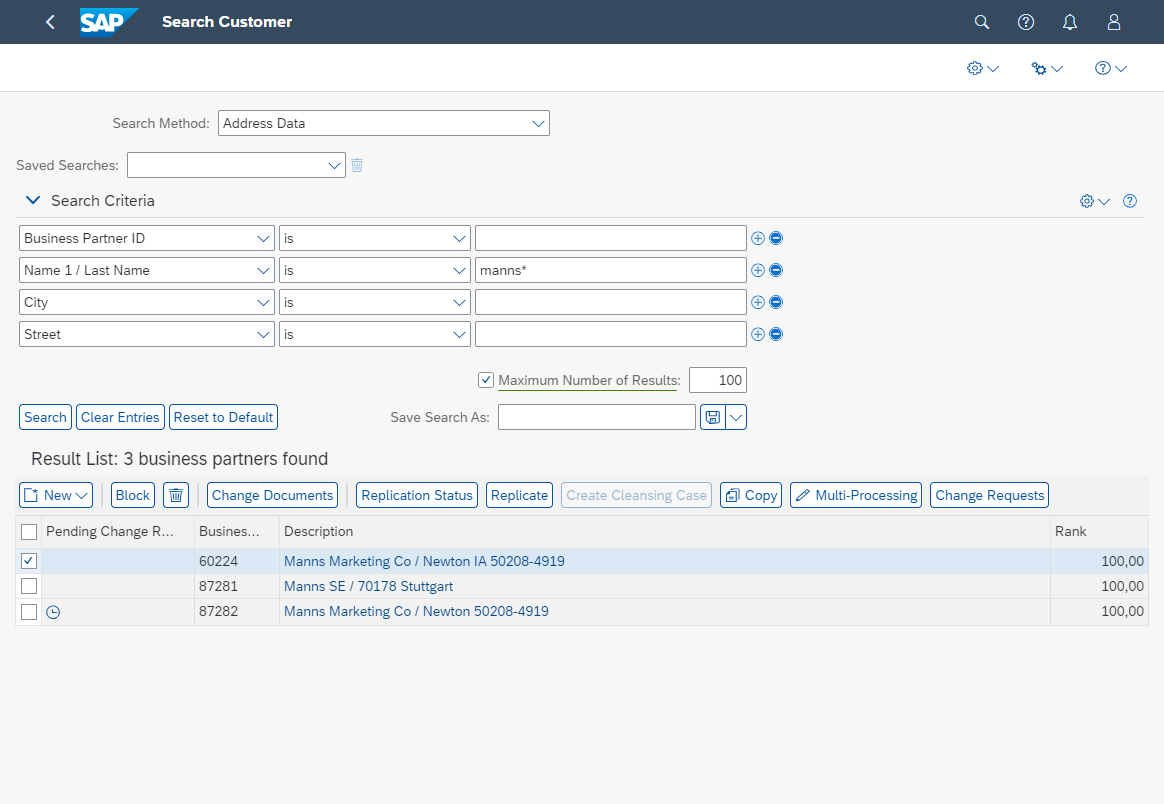 SAP Search Customer
Search Method: Address Data
Saved Searches:
Search Criteria
Business Partner ID is
Name 1 / Last Name is manns*
City is
Street is
Maximum Number of Results: 100
Search Clear Entries Reset to Default Save Search As:
Result List: 3 business partners found
New Block Change Documents Replication Status Replicate Create Cleansing Case Copy Multi-Processing Change Requests
Pending Change R... Busines... Description Rank
60224 Manns Marketing Co / Newton IA 50208-4919 100,00
87281 Manns SE / 70178 Stuttgart 100,00
87282 Manns Marketing Co / Newton 50208-4919 100,00